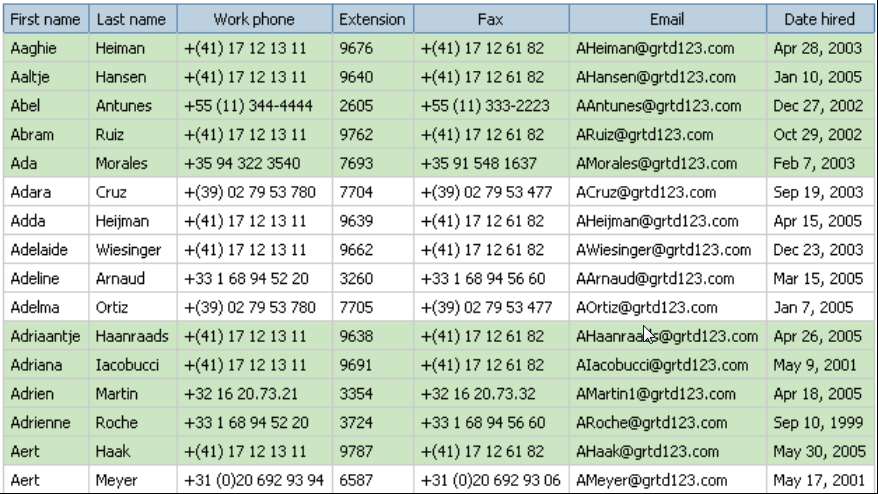 First name Last name Work phone Extension Fax Email Date hired
Aaghie Heiman +(41) 17 12 13 11 9676 +(41) 17 12 61 82 AHeiman@grtd123.com Apr 28, 2003
Aaltje Hansen +(41) 17 12 13 11 9640 +(41) 17 12 61 82 AHansen@grtd123.com Jan 10, 2005
Abel Antunes +55 (11) 344-4444 2605 +55 (11) 333-2223 AAntunes@grtd123.com Dec 27, 2002
Abram Ruiz +(41) 17 12 13 11 9762 +(41) 17 12 61 82 ARuiz@grtd123.com Oct 29, 2002
Ada Morales +35 94 322 3540 7693 +35 91 548 1637 AMorales@grtd123.com Feb 7, 2003
Adara Cruz +(39) 02 79 53 780 7704 +(39) 02 79 53 477 ACruz@grtd123.com Sep 19, 2003
Adda Heijman +(41) 17 12 13 11 9639 +(41) 17 12 61 82 AHeijman@grtd123.com Apr 15, 2005
Adelaide Wiesinger +(41) 17 12 13 11 9662 +(41) 17 12 61 82 AWiesinger@grtd123.com Dec 23, 2003
Adeline Arnaud +33 1 68 94 52 20 3260 +33 1 68 94 56 60 AArnaud@grtd123.com Mar 15, 2005
Adelma Ortiz +(39) 02 79 53 780 7705 +(39) 02 79 53 477 AOrtiz@grtd123.com Jan 7, 2005
Adriaantje Haanraads +(41) 17 12 13 11 9638 +(41) 17 12 61 82 AHaanraads@grtd123.com Apr 26, 2005
Adriana Iacobucci +(41) 17 12 13 11 9691 +(41) 17 12 61 82 AIacobucci@grtd123.com May 9, 2001
Adrien Martin +32 16 20.73.21 3354 +32 16 20.73.32 AMartin1@grtd123.com Apr 18, 2005
Adrienne Roche +33 1 68 94 52 20 3724 +33 1 68 94 56 60 ARoche@grtd123.com Sep 10, 1999
Aert Haak +(41) 17 12 13 11 9787 +(41) 17 12 61 82 AHaak@grtd123.com May 30, 2005
Aert Meyer +31 (0)20 692 93 94 6587 +31 (0)20 692 93 06 AMeyer@grtd123.com May 17, 2001